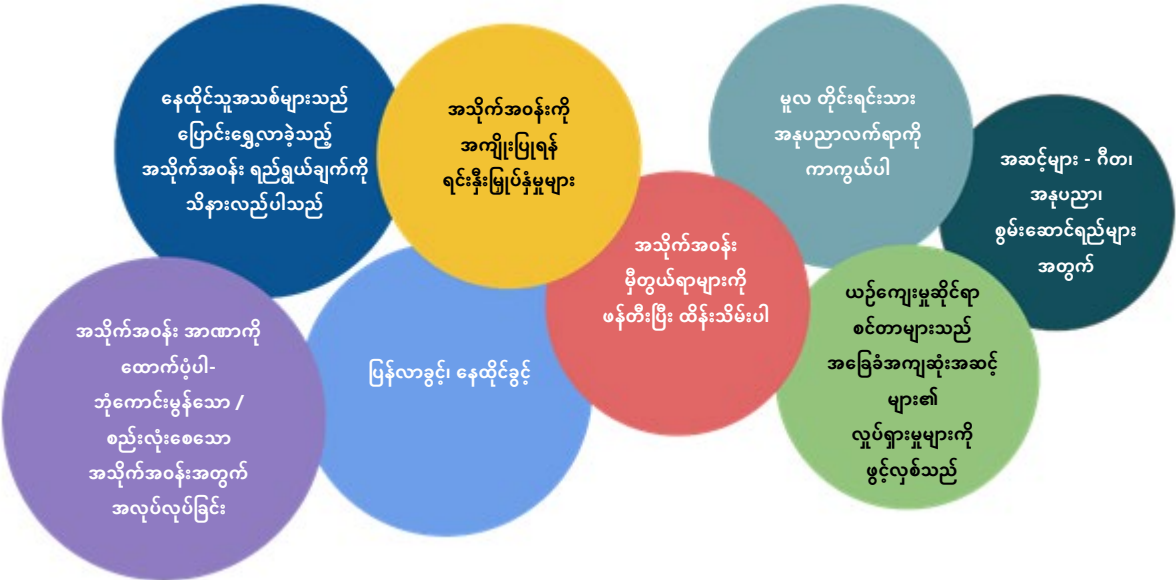 နေထိုင်သူအသစ်များသည်
ပြောင်းရွှေ့လာခဲ့သည့်
အသိုက်အဝန်း ရည်ရွယ်ချက်ကို
သိနားလည်ပါသည်
အသိုက်အဝန်းကို
အကျိုးပြုရန်
ရင်းနှီးမြှုပ်နှံမှုများ
မူလ တိုင်းရင်းသား
အနုပညာလက်ရာကို
ကာကွယ်ပါ
အဆင့်များ - ဂီတ၊
အနုပညာ၊
စွမ်းဆောင်ရည်များ
အတွက်
အသိုက်အဝန်း အာဏာကို
ထောက်ပံ့ပါ-
ဘုံကောင်းမွန်သော /
စည်းလုံးစေသော
အသိုက်အဝန်းအတွက်
အလုပ်လုပ်ခြင်း
ပြန်လာခွင့်၊ နေထိုင်ခွင့်
အသိုက်အဝန်း
မှီတွယ်ရာများကို
ဖန်တီးပြီး ထိန်းသိမ်းပါ
ယဉ်ကျေးမှုဆိုင်ရာ
စင်တာများသည်
အခြေခံအကျဆုံးအဆင့်
များ၏
လှုပ်ရှားမှုများကို
ဖွင့်လှစ်သည်